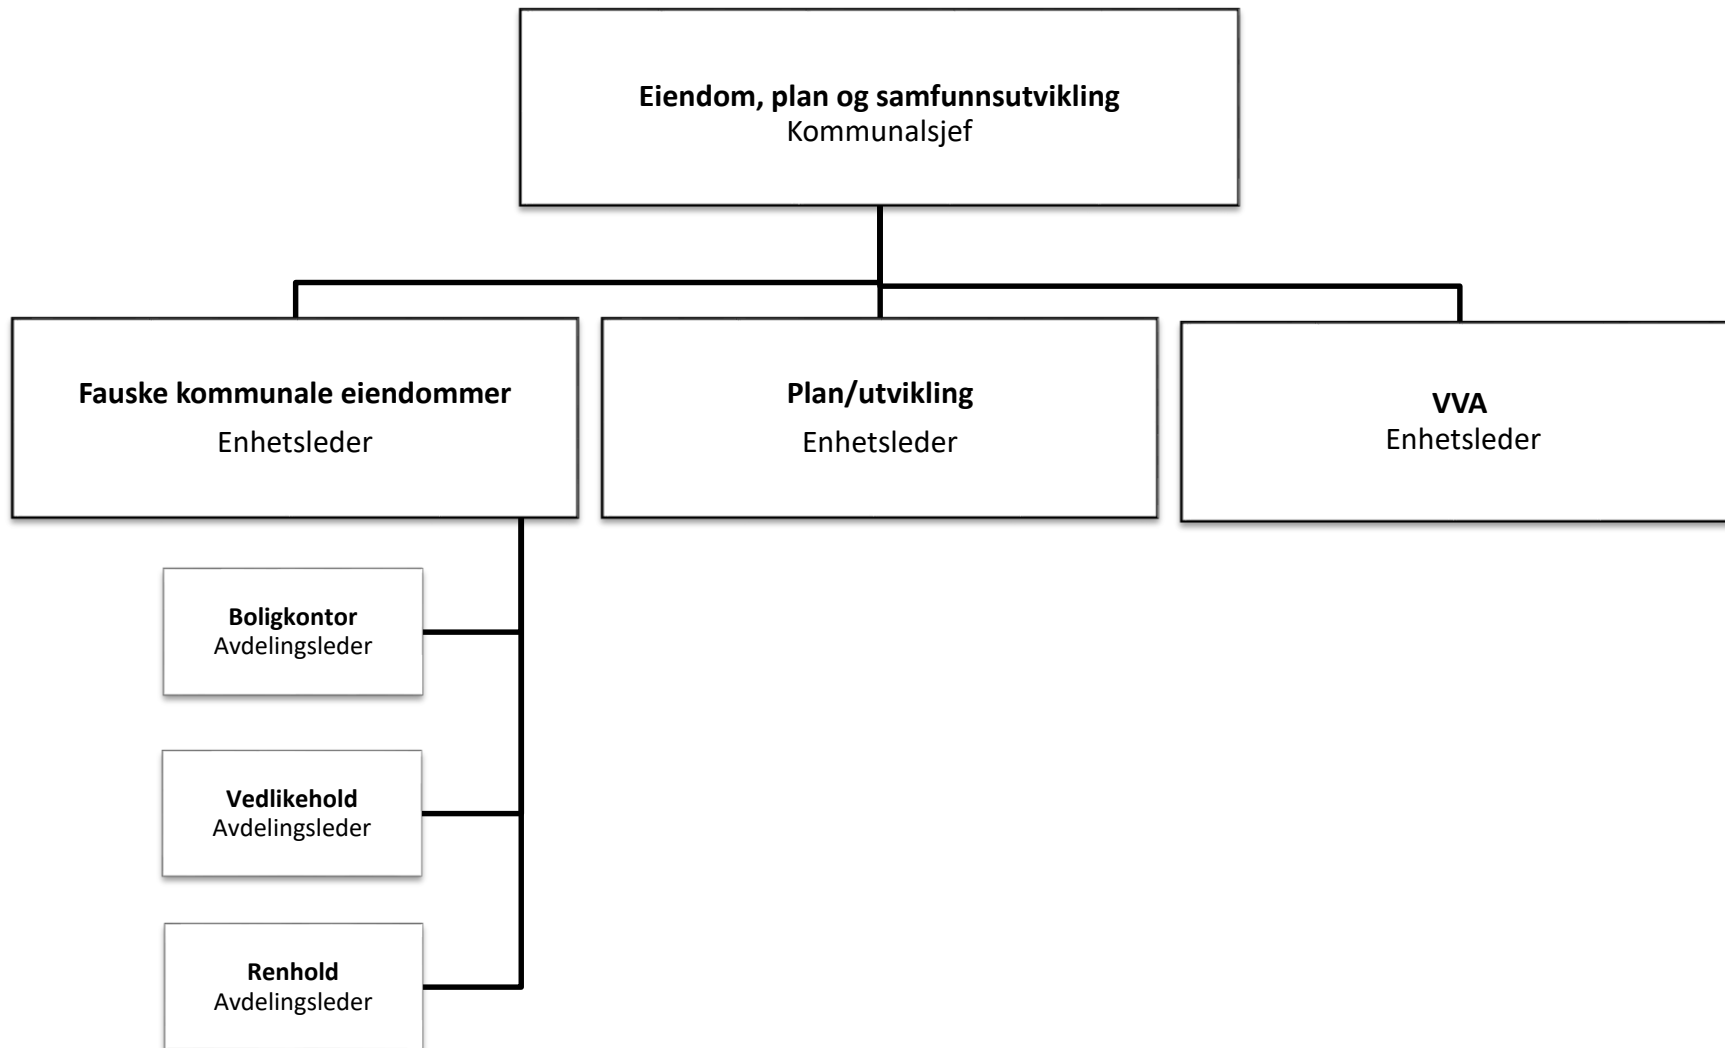 Eiendom, plan og samfunnsutvikling
Kommunalsjef
Fauske kommunale eiendommer
Enhetsleder
Plan/utvikling
Enhetsleder
VVA
Enhetsleder
Boligkontor
Avdelingsleder
Vedlikehold
Avdelingsleder
Renhold
Avdelingsleder